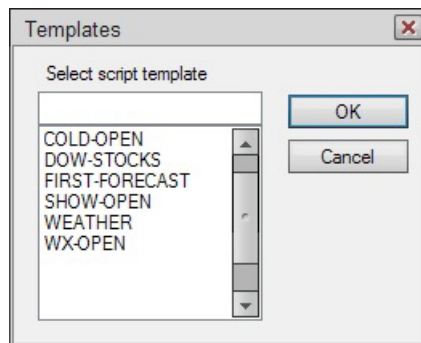 Templates
Select script template
OK
COLD-OPEN
DOW-STOCKS
Cancel
FIRST-FORECAST
SHOW-OPEN
WEATHER
WX-OPEN